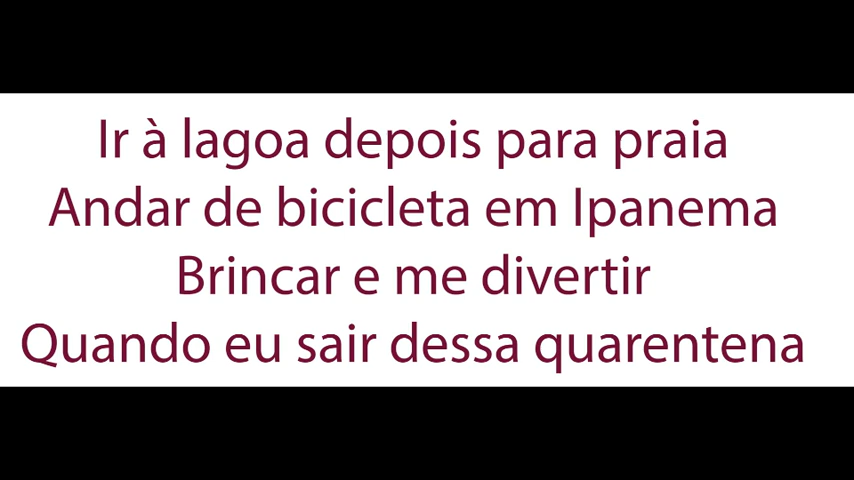 Ir à lagoa depois para praia
Andar de bicicleta em Ipanema
Brincar e me divertir
Quando eu sair dessa quarentena